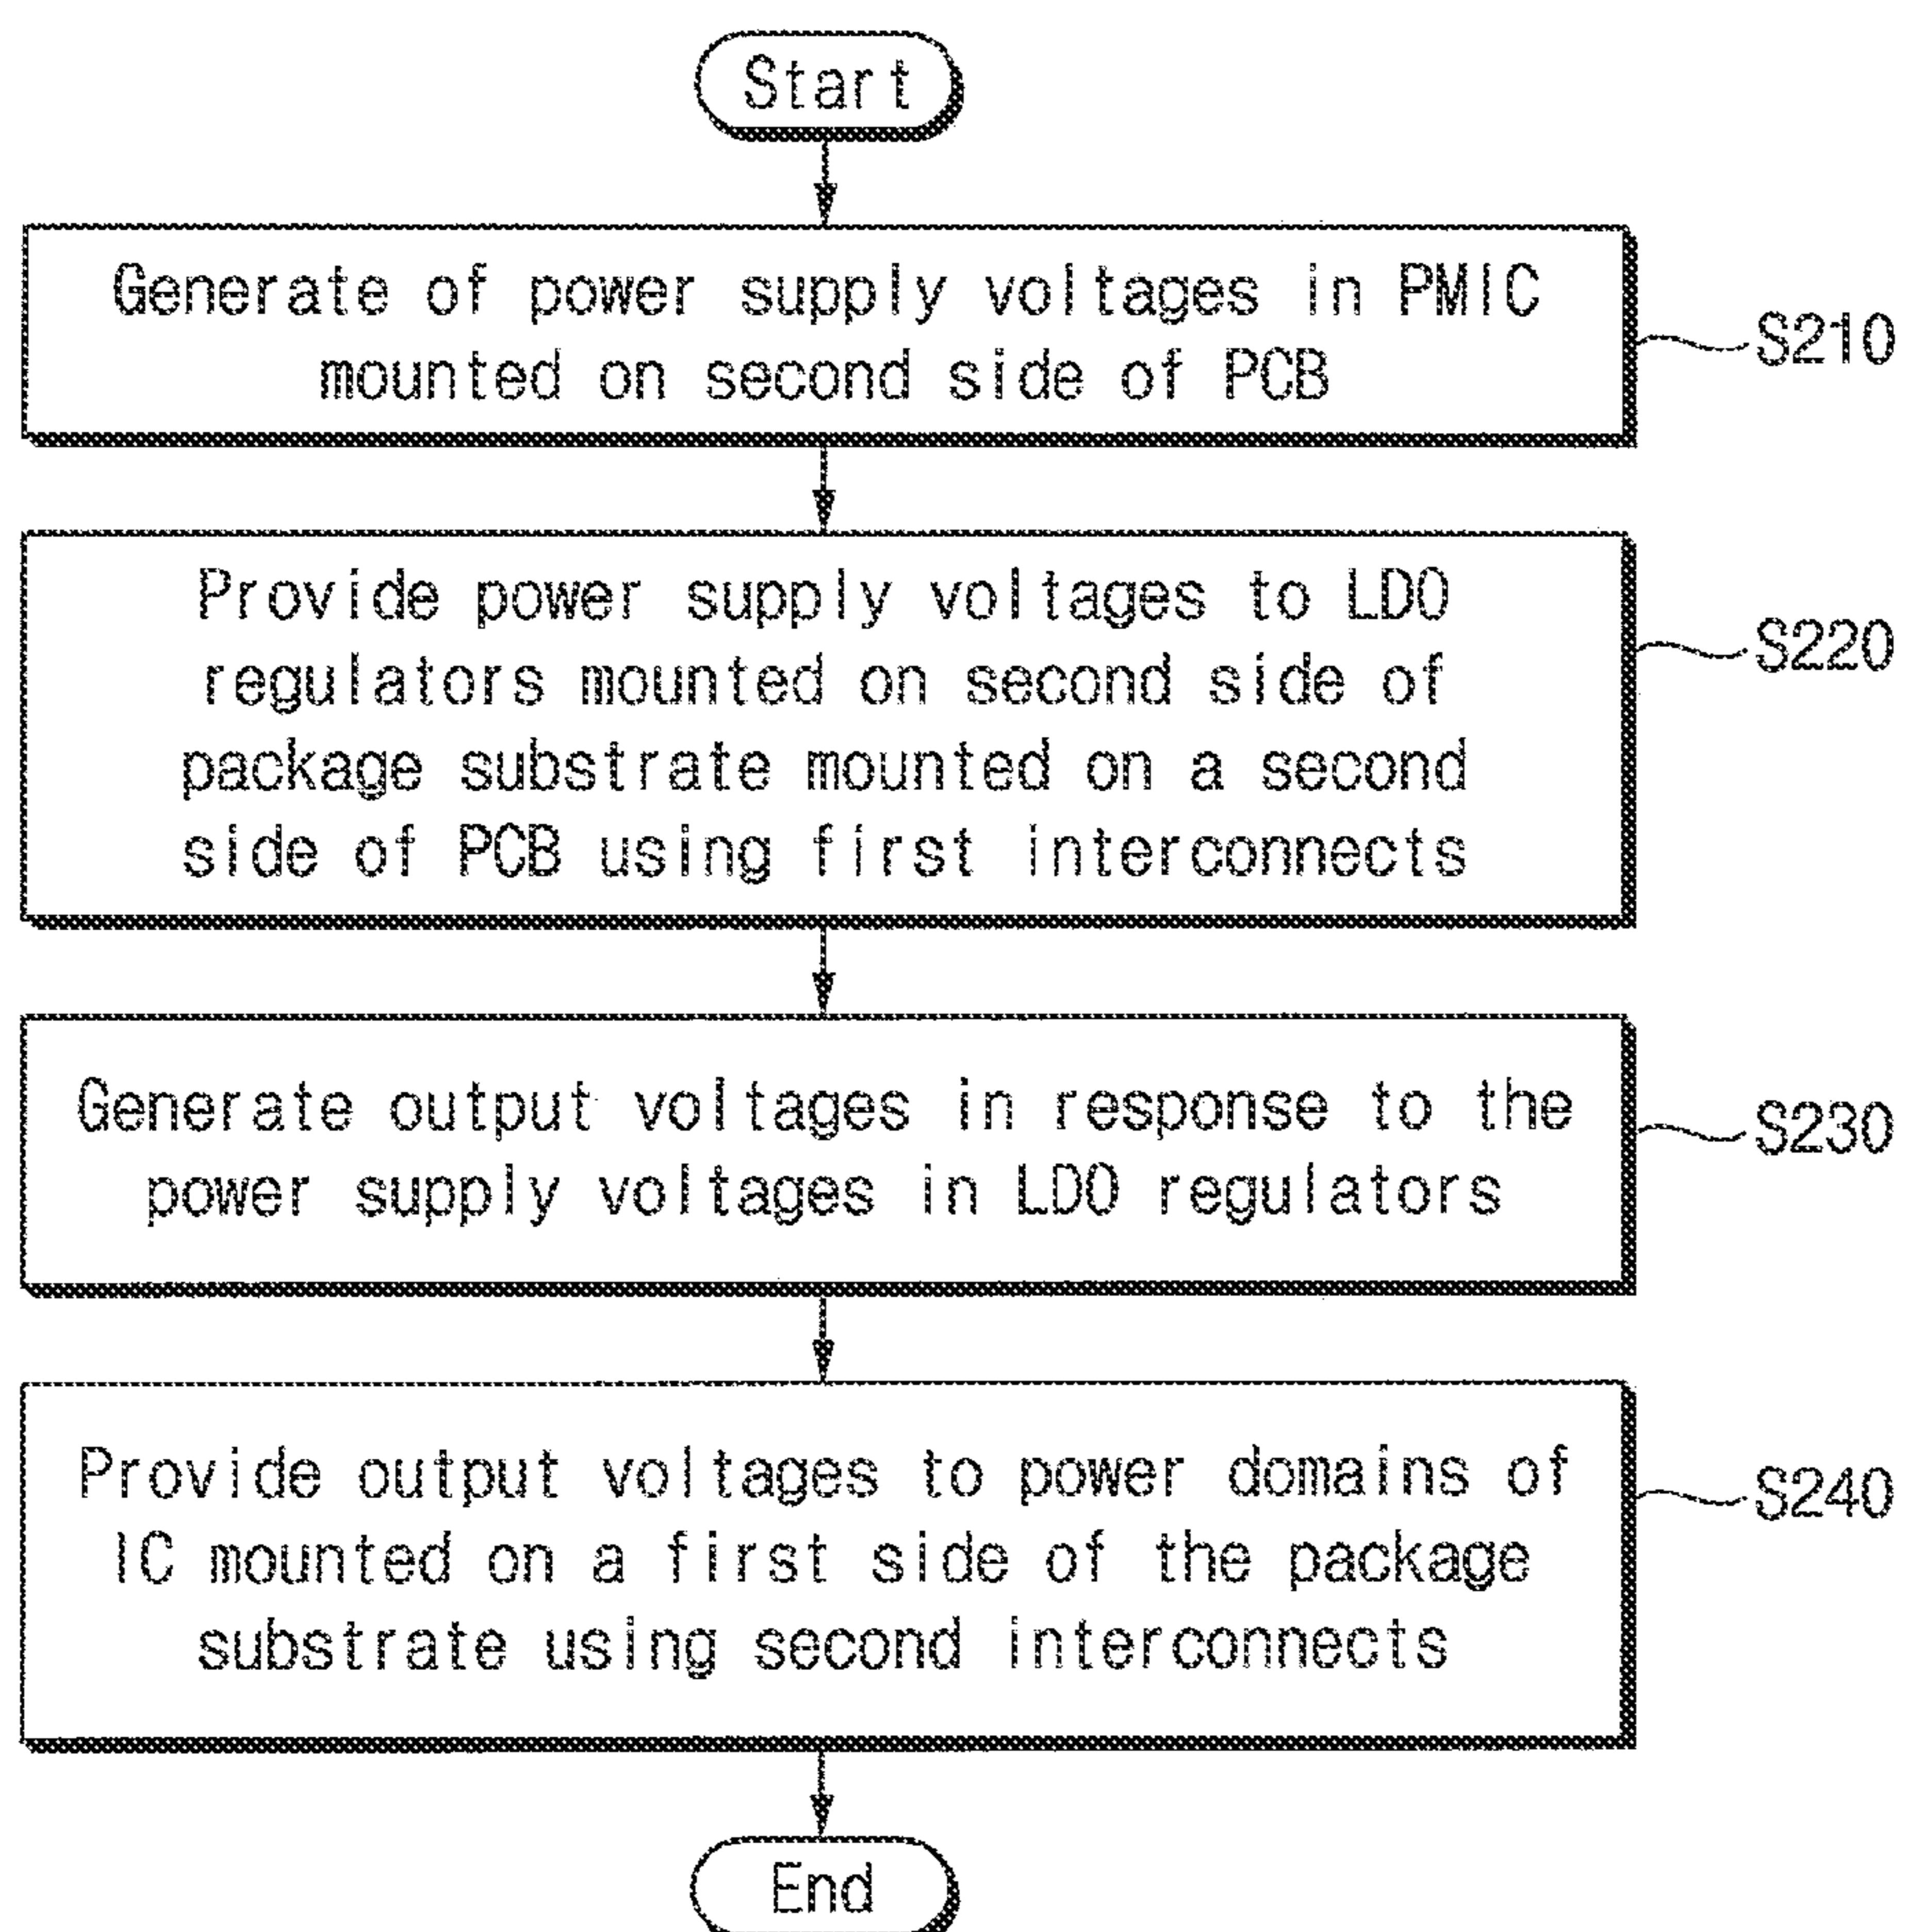 Start
Generate of power supply voltages in PMIC
mounted on second side of PCB
S210
Provide power supply voltages to LDO
regulators mounted on second side of
package substrate mounted on a second
side of PCB using first interconnects
S220
Generate output voltages in response to the
power supply voltages in LDO regulators
S230
Provide output voltages to power domains of
IC mounted on a first side of the package
substrate using second interconnects
S240
End